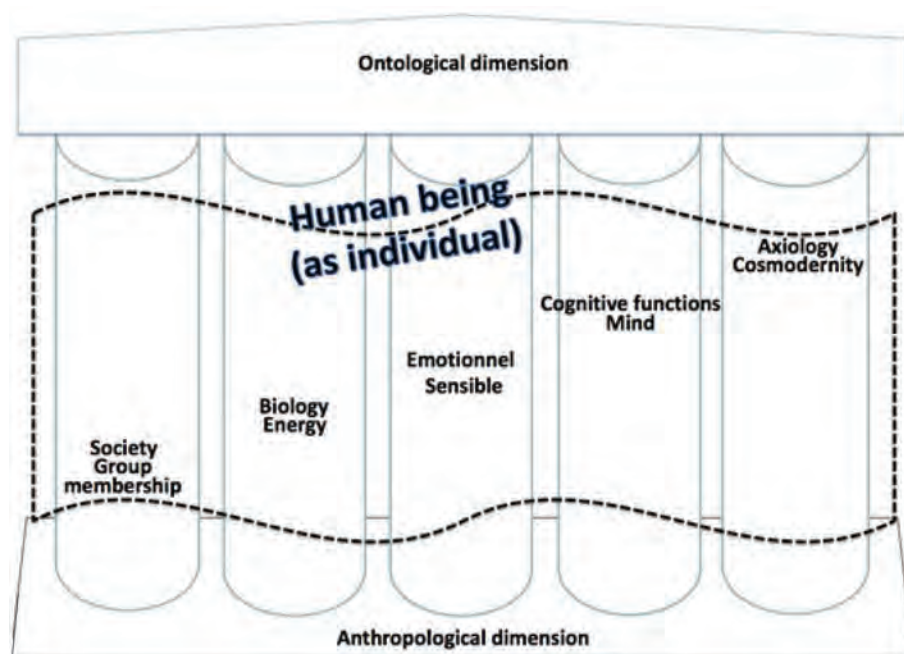 Ontological dimension
Human being
(as individual)
Axiology
Cosmodernity
Cognitive functions
Mind
Emotionnel
Sensible
Biology
Energy
Society
Group
membership
Anthropological dimension